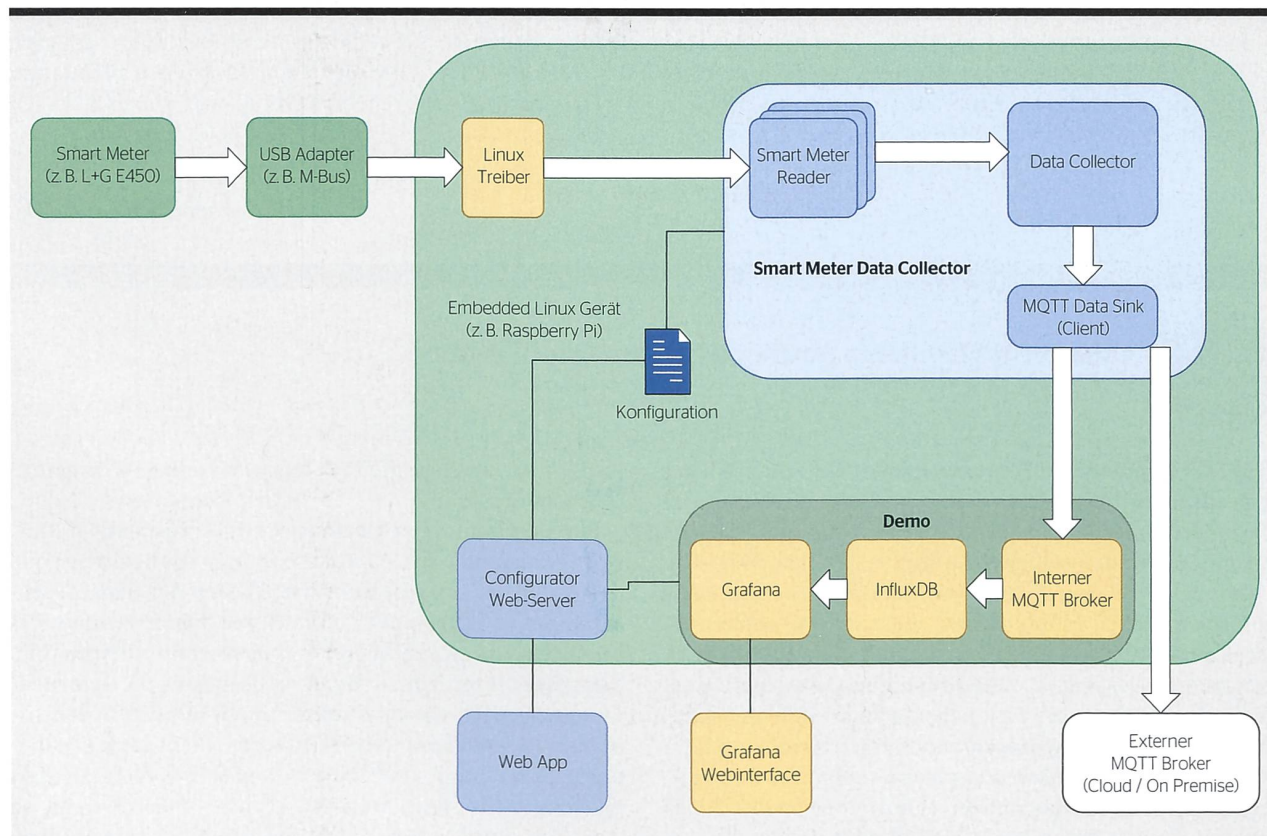 Smart Meter
(z. B. L+G E450)
USB Adapter
(z. B. M-Bus)
Linux
Treiber
Smart Meter
Reader
Data Collector
Smart Meter Data Collector
MQTT Data Sink
(Client)
Embedded Linux Gerät
(z. B. Raspberry Pi)
Konfiguration
Demo
Configurator
Web-Server
Grafana
InfluxDB
Interner
MQTT Broker
Web App
Grafana
Webinterface
Externer
MQTT Broker
(Cloud / On Premise)